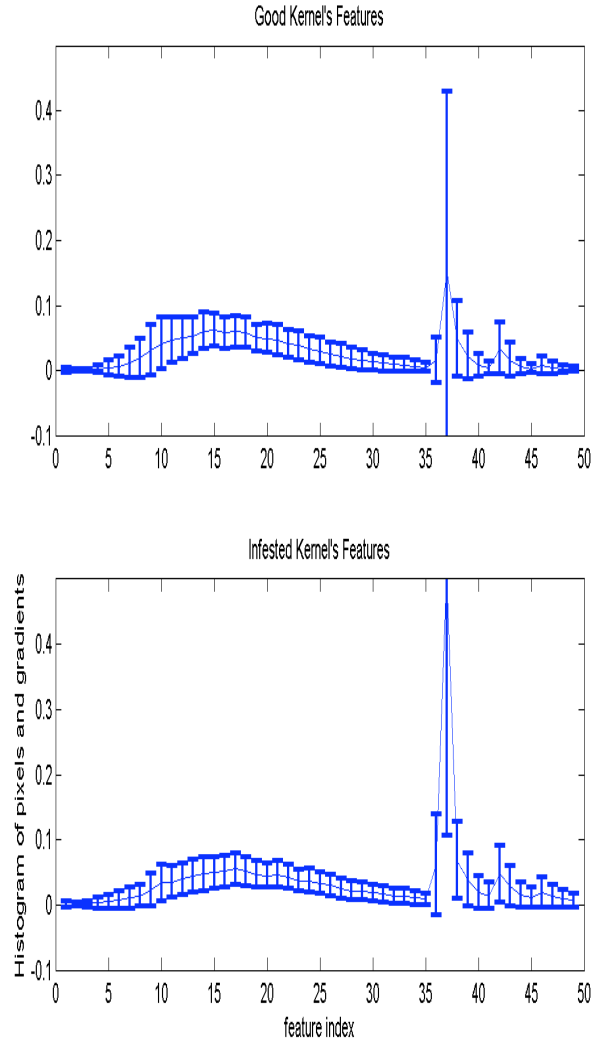 Good Kernel's Features
0.4
0.3
0.2
0.1
0
-0.1
0 5 10 15 20 25 30 35 40 45 50
Infested Kernel's Features
Histogram of pixels and gradients
0.4
0.3
0.2
0.1
0
-0.1
0 5 10 15 20 25 30 35 40 45 50
feature index